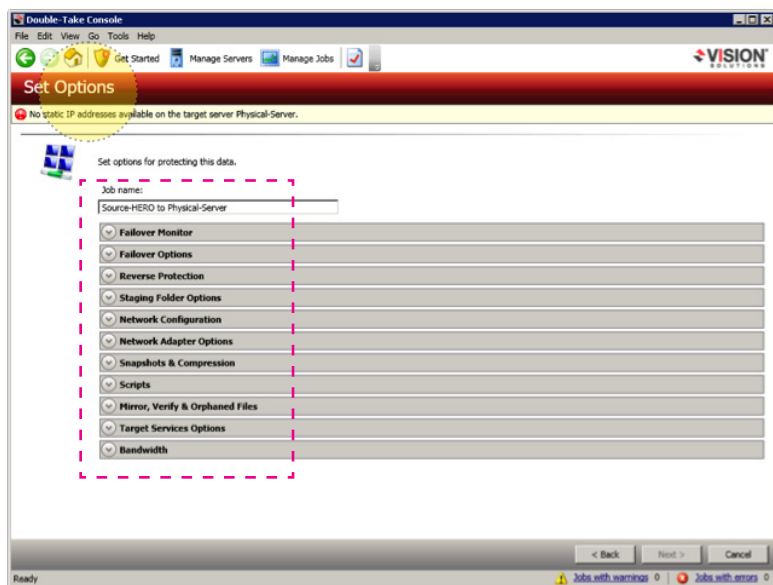 Double-Take Console
File Edit View Go Tools Help
Get Started Manage Servers Manage Jobs
VISION
SOLUTIONS
Set Options
No static IP addresses available on the target server Physical-Server.
Set options for protecting this data.
Job name:
Source-HERO to Physical-Server
Failover Monitor
Failover Options
Reverse Protection
Staging Folder Options
Network Configuration
Network Adapter Options
Snapshots & Compression
Scripts
Mirror, Verify & Orphaned Files
Target Services Options
Bandwidth
< Back Next > Cancel
Ready Jobs with warnings 0 Jobs with errors 0